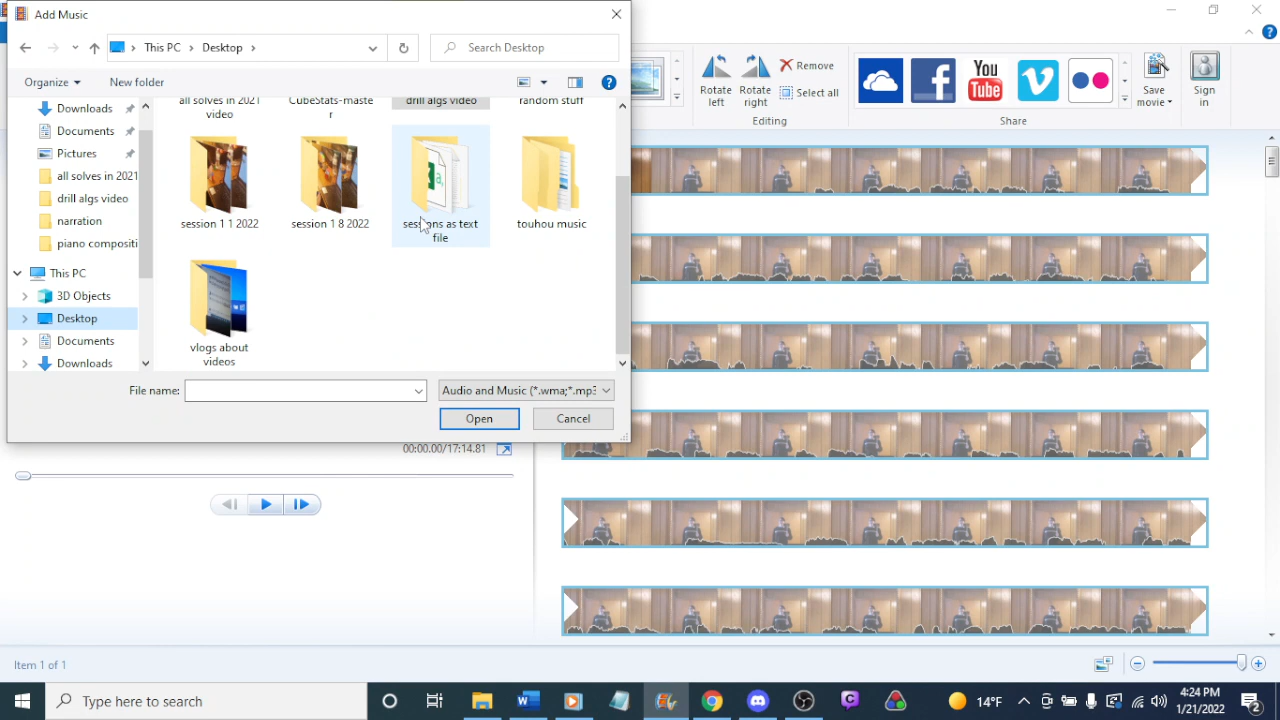 Add Music
This PC
Desktop
Search Desktop
Organize
New folder
Downloads
Documents
Pictures
all solves in 2021
drill algs video
narration
piano compositi
This PC
3D Objects
Desktop
Documents
Downloads
all solves in 2021
video
CubeStats-maste
r
drill algs video
random stuff
session 1 1 2022
session 1 8 2022
sessions as text
file
touhou music
vlogs about
videos
File name:
Audio and Music (*.wma;*.mp3
Open
Cancel
Rotate
left
Rotate
right
Remove
Select all
Editing
You
Tube
Share
Save
movie
Sign
in
00:00.00/17:14.81
Item 1 of 1
Type here to search
14°F
4:24 PM
1/21/2022
2